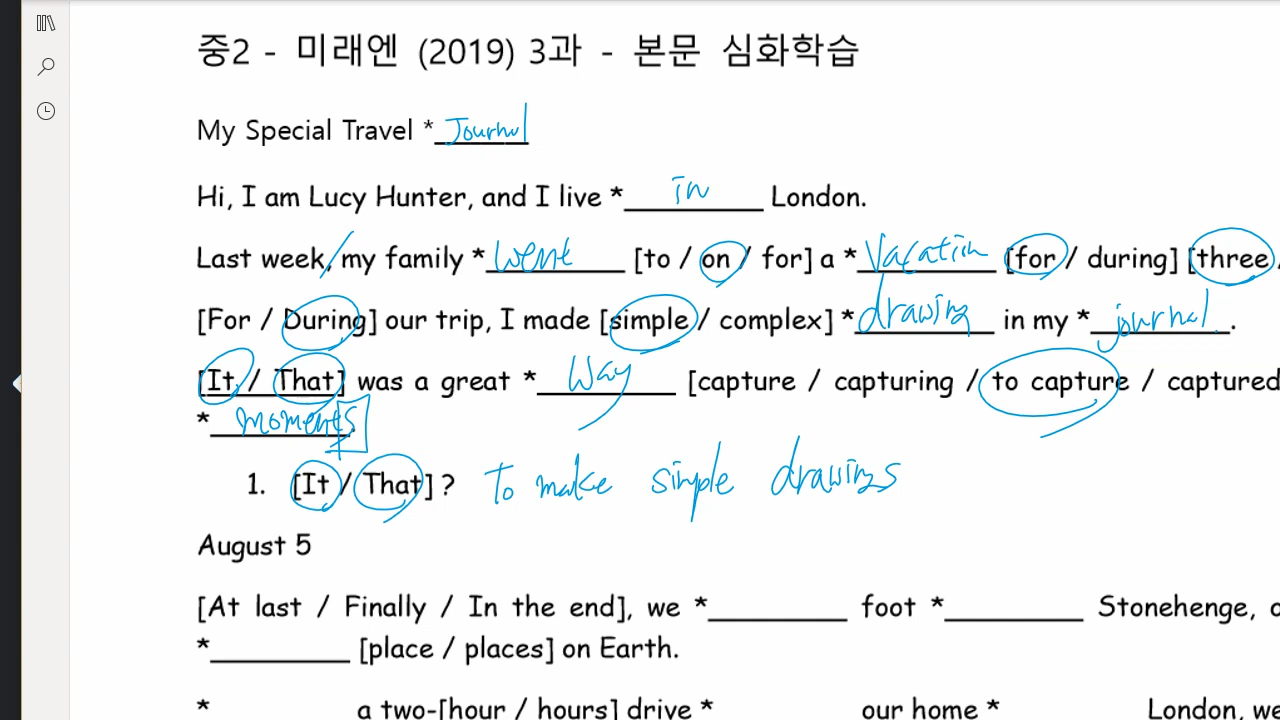 중2 - 미래엔 (2019) 3과 - 본문 심화학습
My Special Travel * Journal
Hi, I am Lucy Hunter, and I live * in London.
Last week, my family * went [to / on / for] a * Vacation [for / during] [three
[For / During] our trip, I made [simple / complex] * drawing in my * journal.
[It / That] was a great * way [capture / capturing / to capture / captured
* moments
1. [It / That] ? To make simple drawings
August 5
[At last / Finally / In the end], we * foot * Stonehenge,
* [place / places] on Earth.
* a two-[hour / hours] drive * our home * London, we